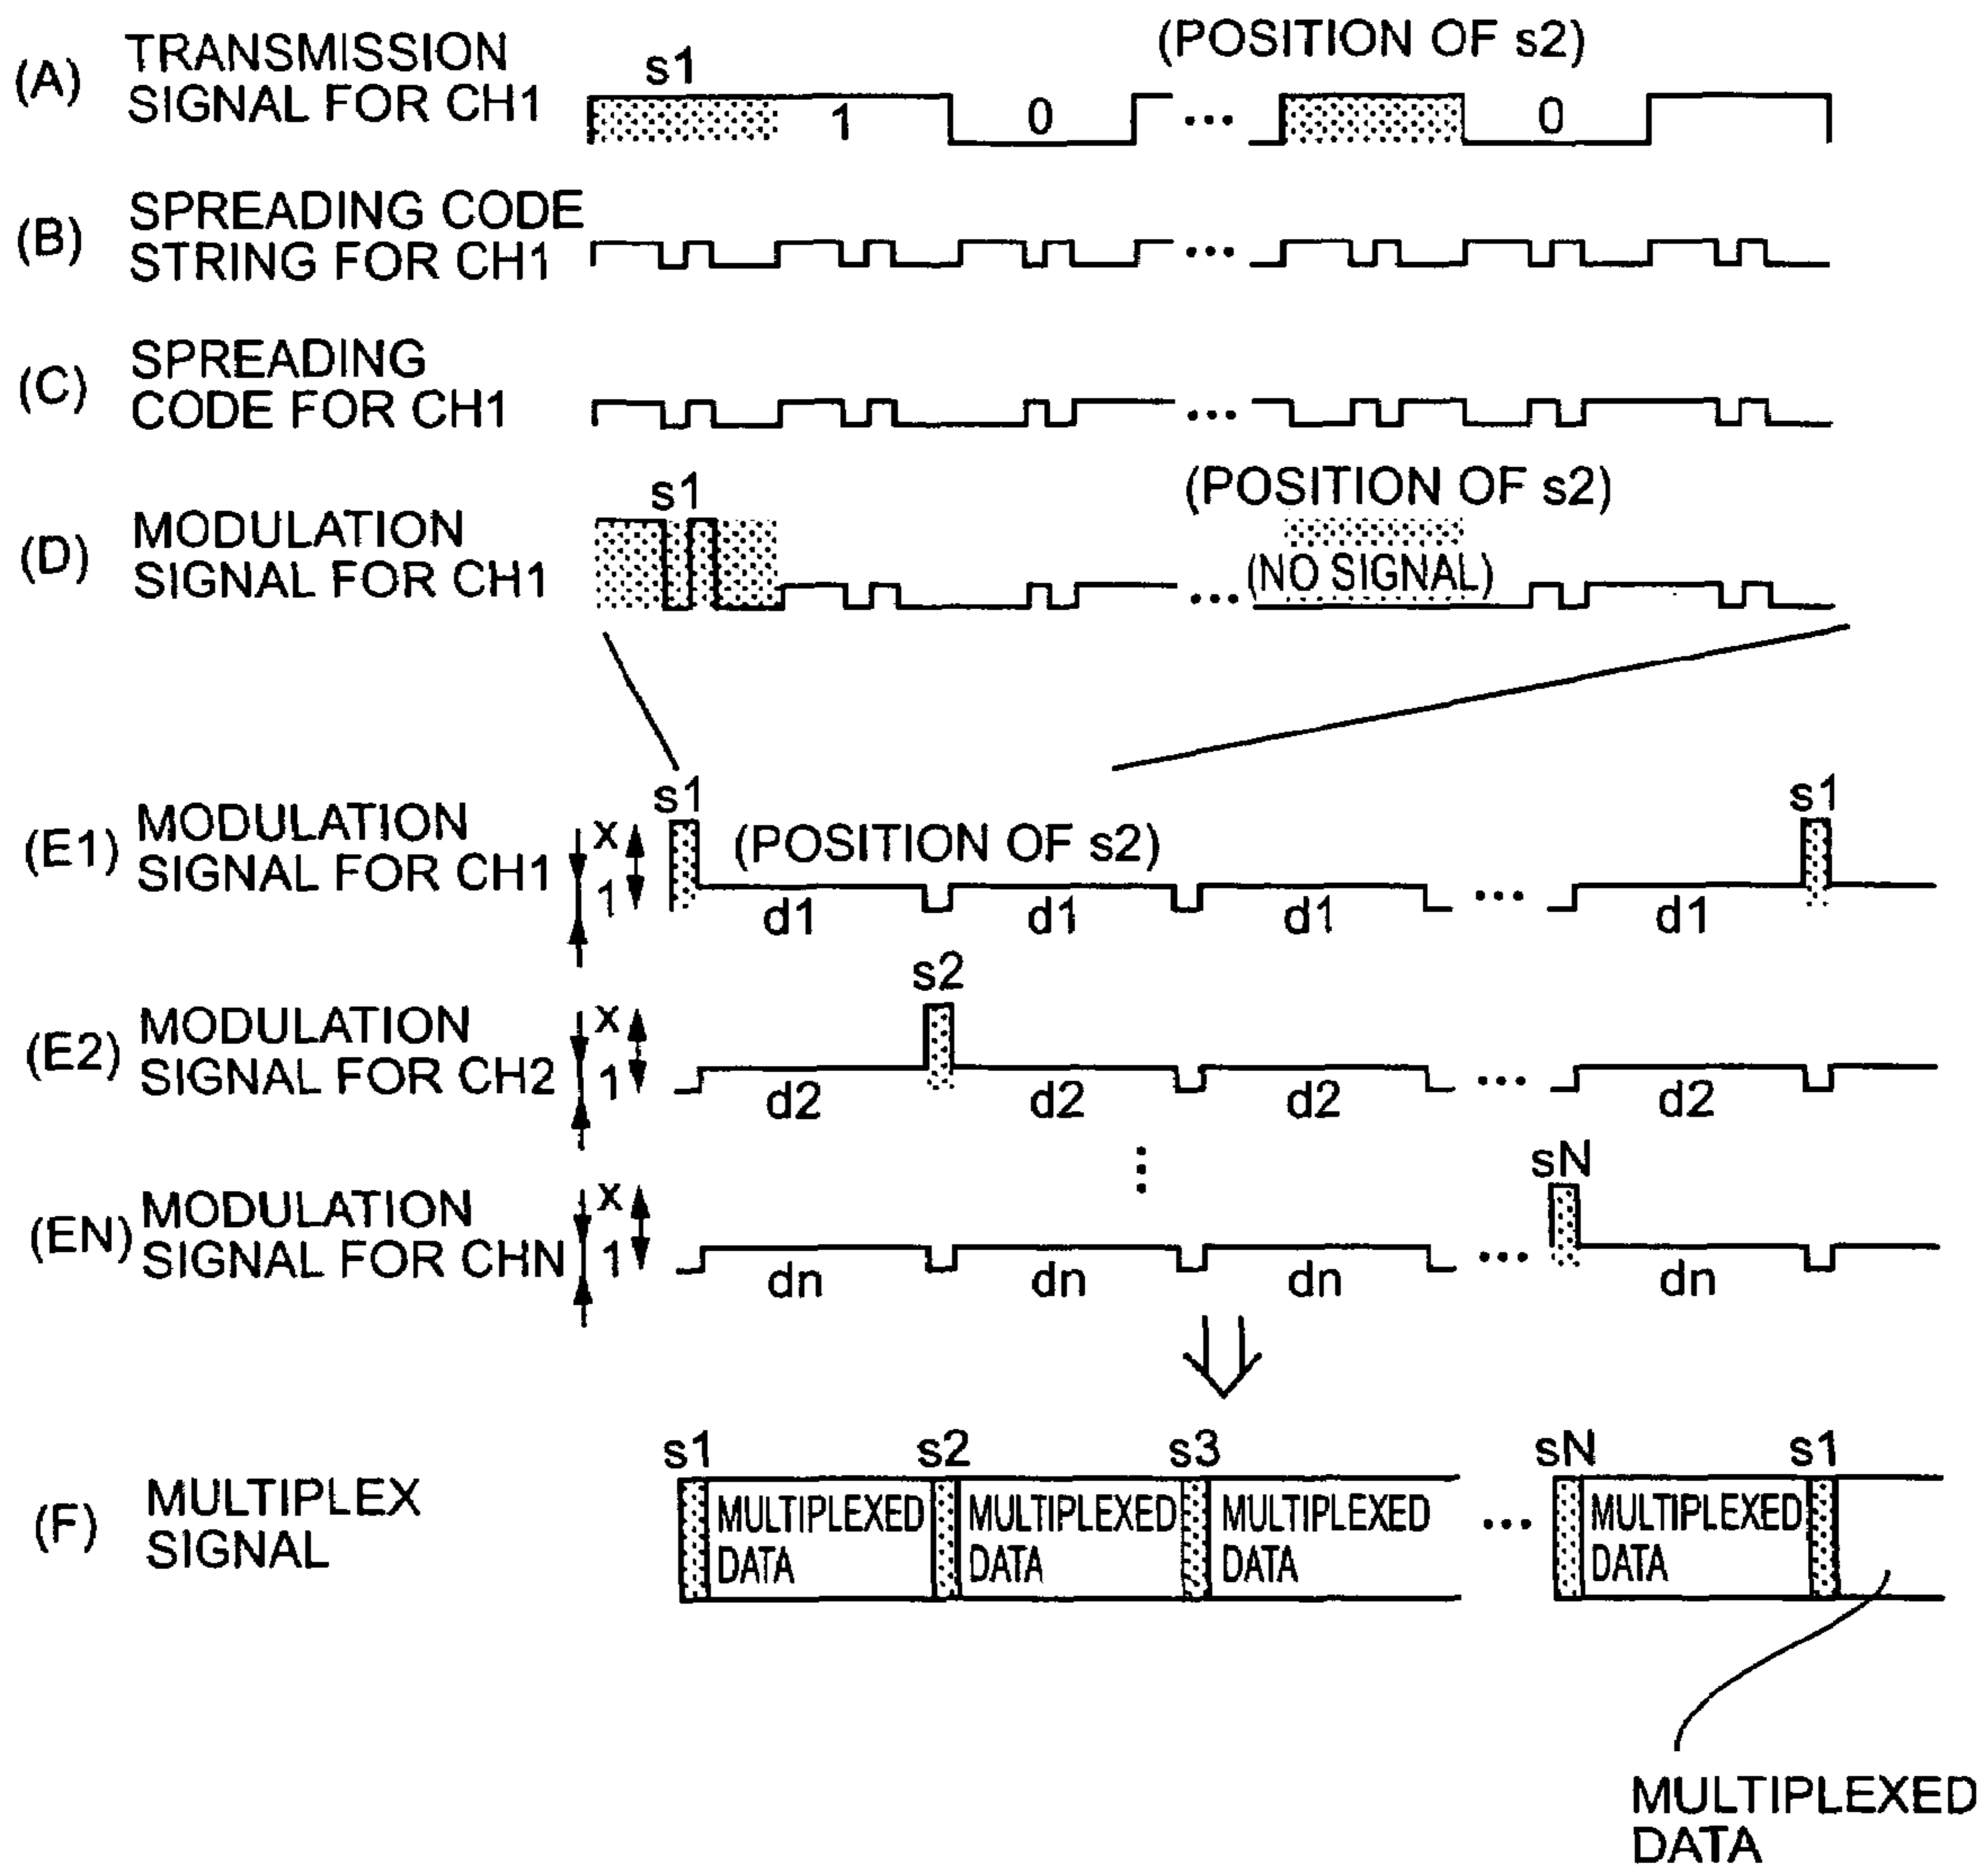 (A) TRANSMISSION
SIGNAL FOR CH1
s1
(POSITION OF s2)
1
0
...
0
(B) SPREADING CODE
STRING FOR CH1
...
(C) SPREADING
CODE FOR CH1
...
(D) MODULATION
SIGNAL FOR CH1
s1
(POSITION OF s2)
(NO SIGNAL)
...
(E1) MODULATION
SIGNAL FOR CH1
x
1
s1
(POSITION OF s2)
s1
d1
d1
d1
...
d1
(E2) MODULATION
SIGNAL FOR CH2
x
1
s2
d2
d2
d2
...
d2
(EN) MODULATION
SIGNAL FOR CHN
x
1
sN
dn
dn
dn
...
dn
(F) MULTIPLEX
SIGNAL
s1
s2
s3
sN
s1
MULTIPLEXED
DATA
MULTIPLEXED
DATA
MULTIPLEXED
DATA
...
MULTIPLEXED
DATA
MULTIPLEXED
DATA